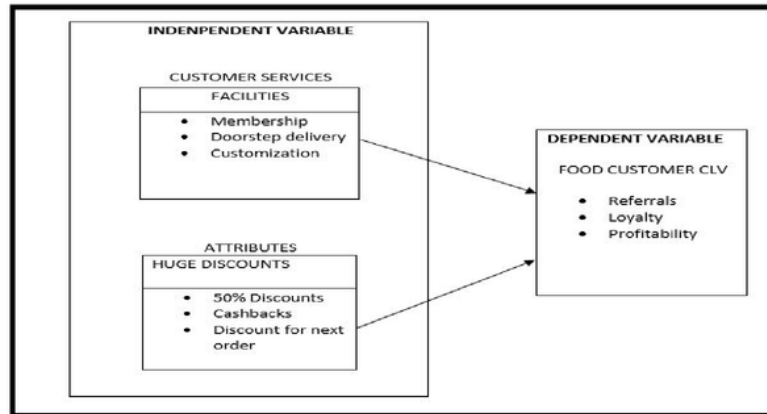 INDENPENDENT VARIABLE
CUSTOMER SERVICES
FACILITIES
• Membership
• Doorstep delivery
• Customization
ATTRIBUTES
HUGE DISCOUNTS
• 50% Discounts
• Cashbacks
• Discount for next
order
DEPENDENT VARIABLE
FOOD CUSTOMER CLV
• Referrals
• Loyalty
• Profitability